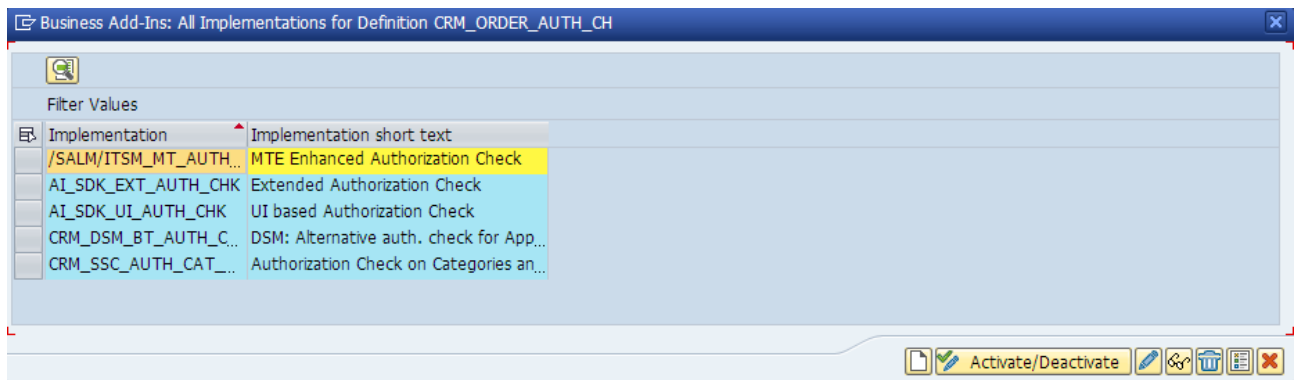 Business Add-Ins: All Implementations for Definition CRM_ORDER_AUTH_CH
Filter Values
Implementation Implementation short text
/SALM/ITSM_MT_AUTH... MTE Enhanced Authorization Check
AI_SDK_EXT_AUTH_CHK Extended Authorization Check
AI_SDK_UI_AUTH_CHK UI based Authorization Check
CRM_DSM_BT_AUTH_C... DSM: Alternative auth. check for App...
CRM_SSC_AUTH_CAT_... Authorization Check on Categories an...
Activate/Deactivate